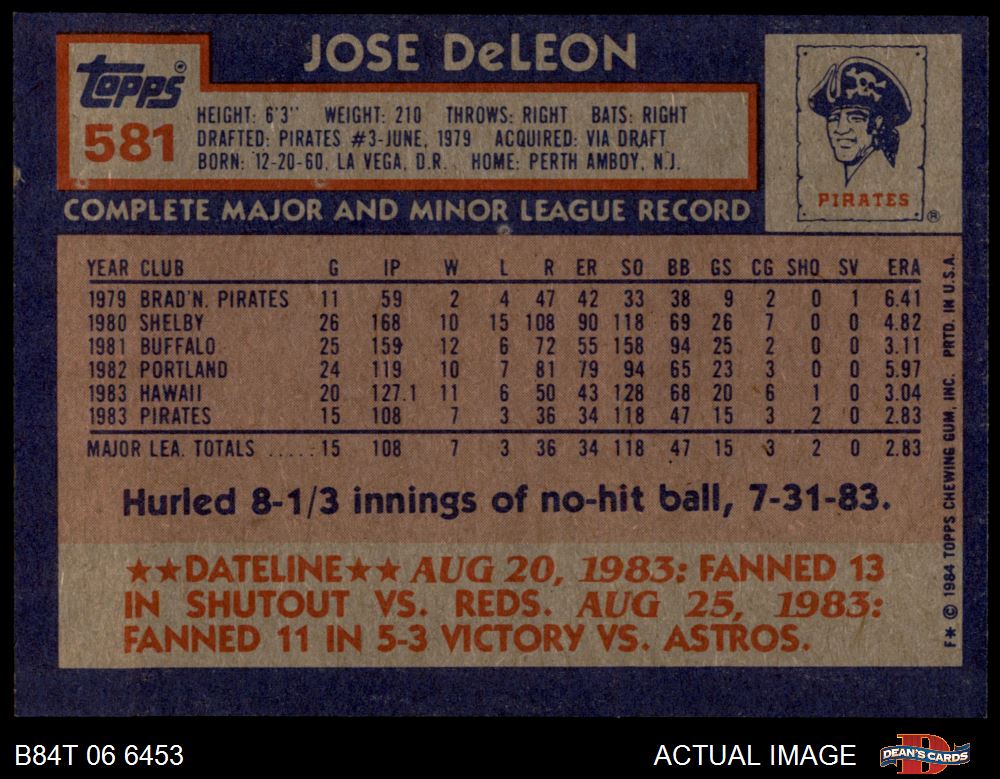 JOSE DeLEON
TOPPS®
581
HEIGHT: 6'3" WEIGHT: 210 THROWS: RIGHT BATS: RIGHT
DRAFTED: PIRATES #3-JUNE, 1979 ACQUIRED: VIA DRAFT
BORN: 12-20-60, LA VEGA, D.R. HOME: PERTH AMBOY, N.J.
PIRATES ®
COMPLETE MAJOR AND MINOR LEAGUE RECORD
YEAR CLUB G IP W L R ER SO BB GS CG SHO SV ERA
1979 BRAD'N. PIRATES 11 59 2 4 47 42 33 38 9 2 0 1 6.41
1980 SHELBY 26 168 10 15 108 90 118 69 26 7 0 0 4.82
1981 BUFFALO 25 159 12 6 72 55 158 94 25 2 0 0 3.11
1982 PORTLAND 24 119 10 7 81 79 94 65 23 3 0 0 5.97
1983 HAWAII 20 127.1 11 6 50 43 128 68 20 6 1 0 3.04
1983 PIRATES 15 108 7 3 36 34 118 47 15 3 2 0 2.83
MAJOR LEA. TOTALS .....15 108 7 3 36 34 118 47 15 3 2 0 2.83
Hurled 8-1/3 innings of no-hit ball, 7-31-83.
★★DATELINE★★ AUG 20, 1983: FANNED 13
IN SHUTOUT VS. REDS. AUG 25, 1983:
FANNED 11 IN 5-3 VICTORY VS. ASTROS.
F★ © 1984 TOPPS CHEWING GUM, INC. PRTD. IN U.S.A.
B84T 06 6453
ACTUAL IMAGE
DEAN'S CARDS